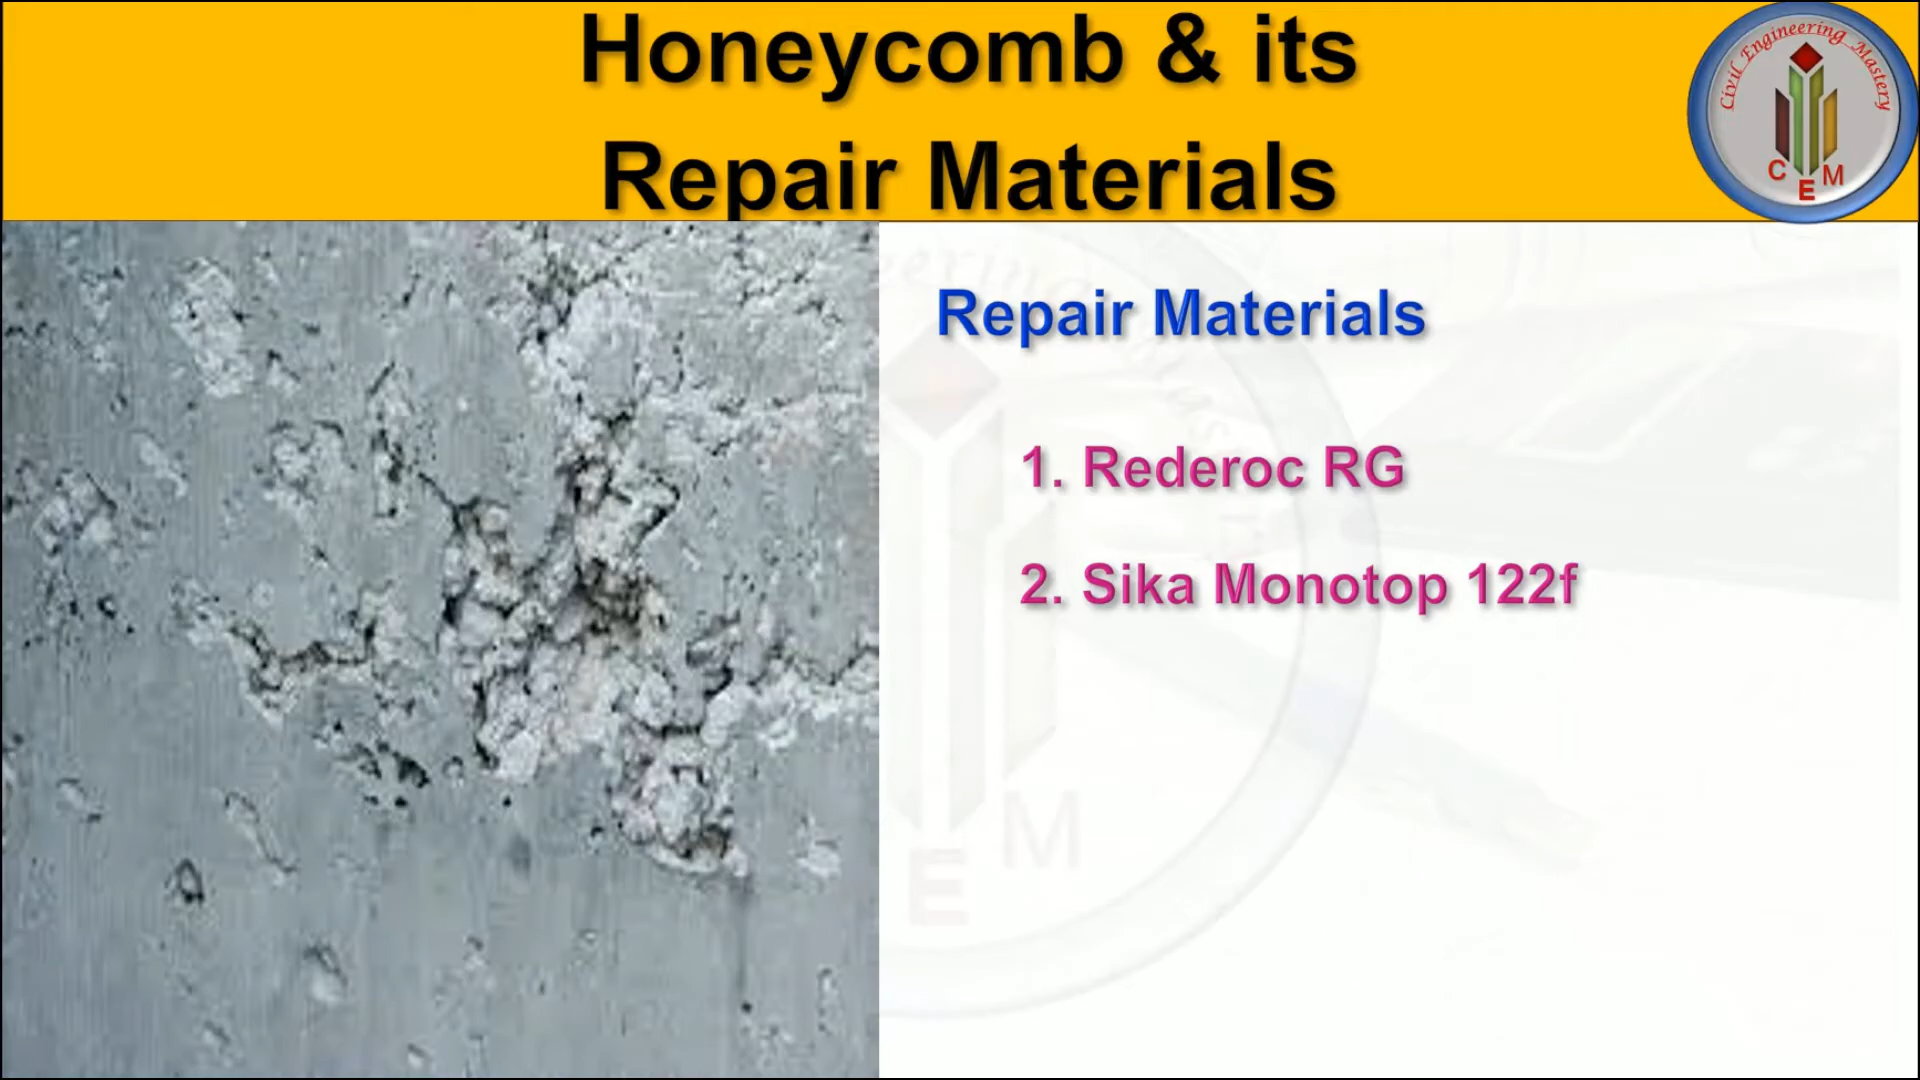 Honeycomb & its
Repair Materials
Civil Engineering Mastery
C E M
Repair Materials
1. Rederoc RG
2. Sika Monotop 122f
E M